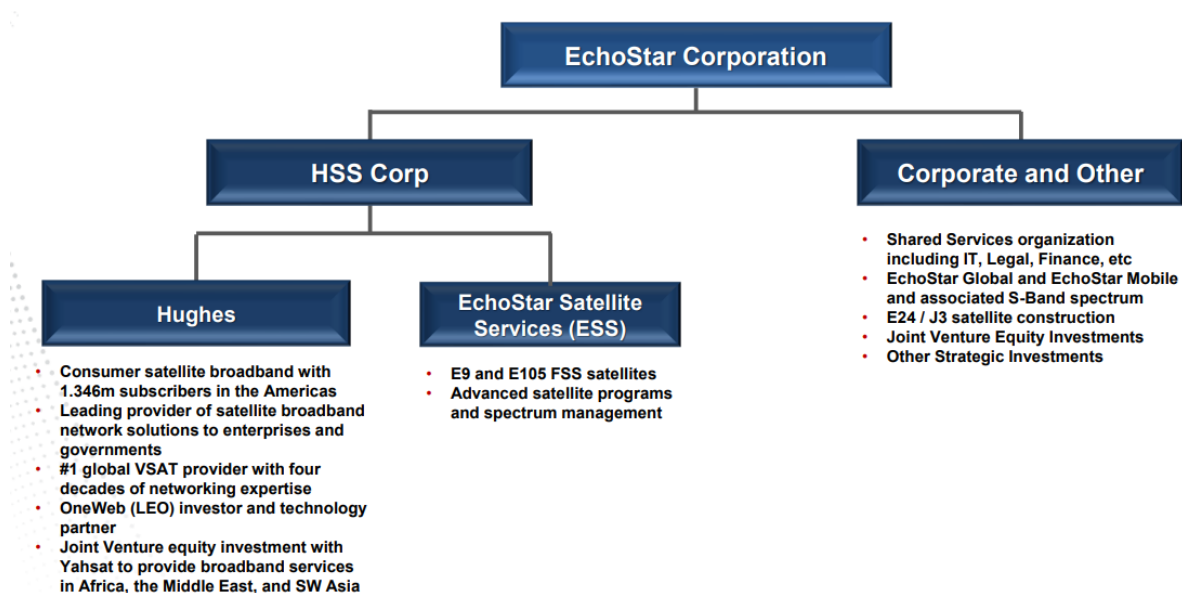 EchoStar Corporation
HSS Corp
Corporate and Other
• Shared Services organization
including IT, Legal, Finance, etc
• EchoStar Global and EchoStar Mobile
and associated S-Band spectrum
• E24 / J3 satellite construction
• Joint Venture Equity Investments
• Other Strategic Investments
Hughes
EchoStar Satellite
Services (ESS)
• Consumer satellite broadband with
1.346m subscribers in the Americas
• Leading provider of satellite broadband
network solutions to enterprises and
governments
• #1 global VSAT provider with four
decades of networking expertise
• OneWeb (LEO) investor and technology
partner
• Joint Venture equity investment with
Yahsat to provide broadband services
in Africa, the Middle East, and SW Asia
• E9 and E105 FSS satellites
• Advanced satellite programs
and spectrum management